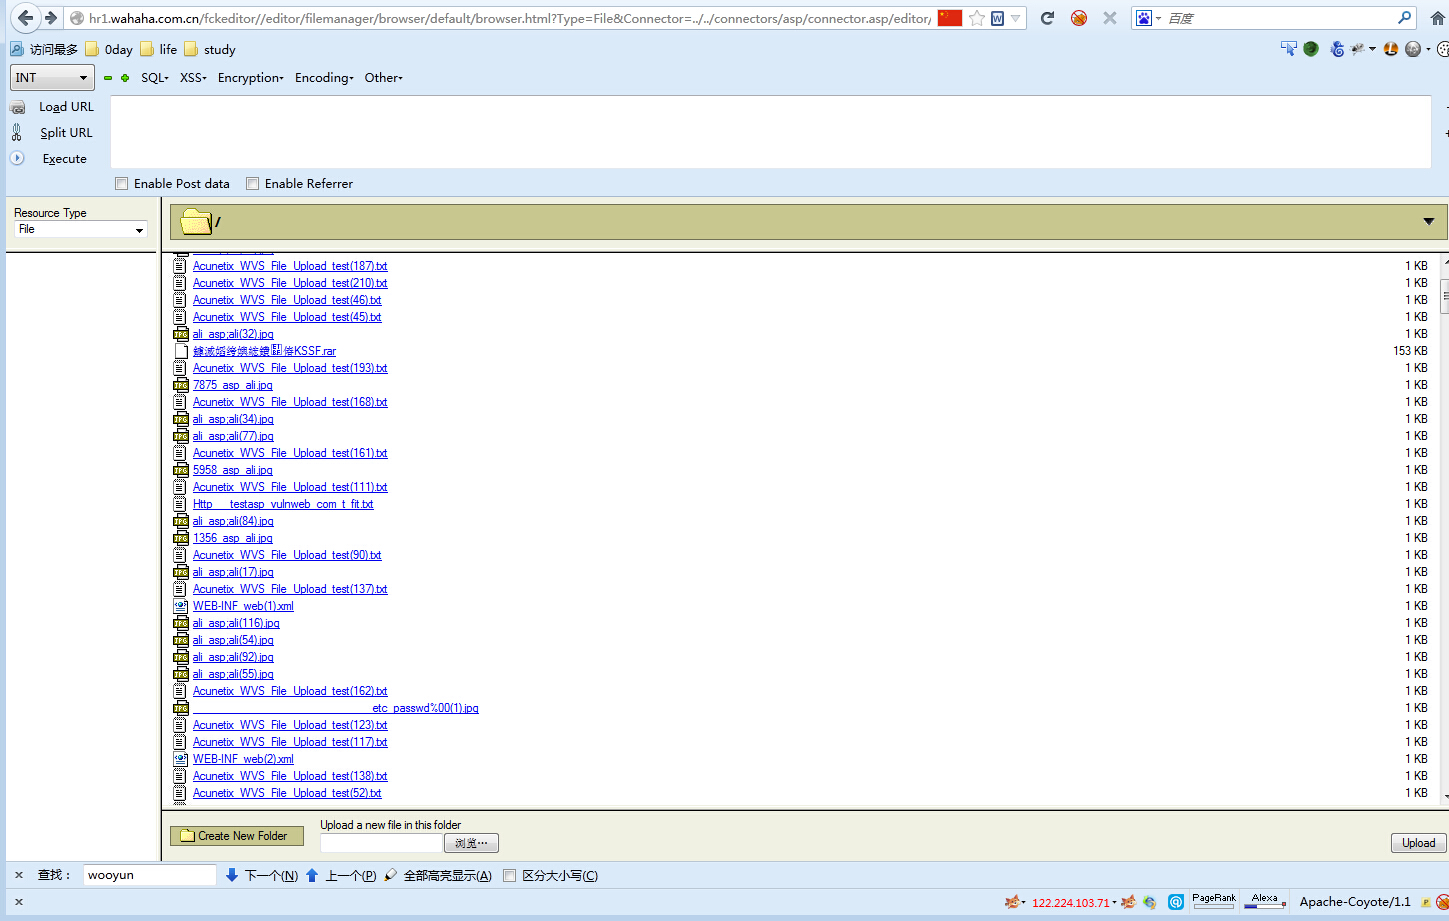 hr1.wahaha.com.cn/fckeditor//editor/filemanager/browser/default/browser.html?Type=File&Connector=../../connectors/asp/connector.asp/editor/
百度
访问最多 0day life study
INT SQL XSS Encryption Encoding Other
Load URL
Split URL
Execute
Enable Post data Enable Referrer
Resource Type
File
/
Acunetix_WVS_File_Upload_test(187).txt 1 KB
Acunetix_WVS_File_Upload_test(210).txt 1 KB
Acunetix_WVS_File_Upload_test(46).txt 1 KB
Acunetix_WVS_File_Upload_test(45).txt 1 KB
ali_asp;ali(32).jpg 1 KB
KSSF.rar 153 KB
Acunetix_WVS_File_Upload_test(193).txt 1 KB
7875_asp_ali.jpg 1 KB
Acunetix_WVS_File_Upload_test(168).txt 1 KB
ali_asp;ali(34).jpg 1 KB
ali_asp;ali(77).jpg 1 KB
Acunetix_WVS_File_Upload_test(161).txt 1 KB
5958_asp_ali.jpg 1 KB
Acunetix_WVS_File_Upload_test(111).txt 1 KB
Http___testasp_vulnweb_com_t_fit.txt 1 KB
ali_asp;ali(84).jpg 1 KB
1356_asp_ali.jpg 1 KB
Acunetix_WVS_File_Upload_test(90).txt 1 KB
ali_asp;ali(17).jpg 1 KB
Acunetix_WVS_File_Upload_test(137).txt 1 KB
WEB-INF_web(1).xml 1 KB
ali_asp;ali(116).jpg 1 KB
ali_asp;ali(54).jpg 1 KB
ali_asp;ali(92).jpg 1 KB
ali_asp;ali(55).jpg 1 KB
Acunetix_WVS_File_Upload_test(162).txt 1 KB
etc_passwd%00(1).jpg 1 KB
Acunetix_WVS_File_Upload_test(123).txt 1 KB
Acunetix_WVS_File_Upload_test(117).txt 1 KB
WEB-INF_web(2).xml 1 KB
Acunetix_WVS_File_Upload_test(138).txt 1 KB
Acunetix_WVS_File_Upload_test(52).txt 1 KB
Upload a new file in this folder
Create New Folder 浏览… Upload
× 查找： wooyun 下一个(N) 上一个(P) 全部高亮显示(A) 区分大小写(C)
× 122.224.103.71 PageRank Alexa Apache-Coyote/1.1